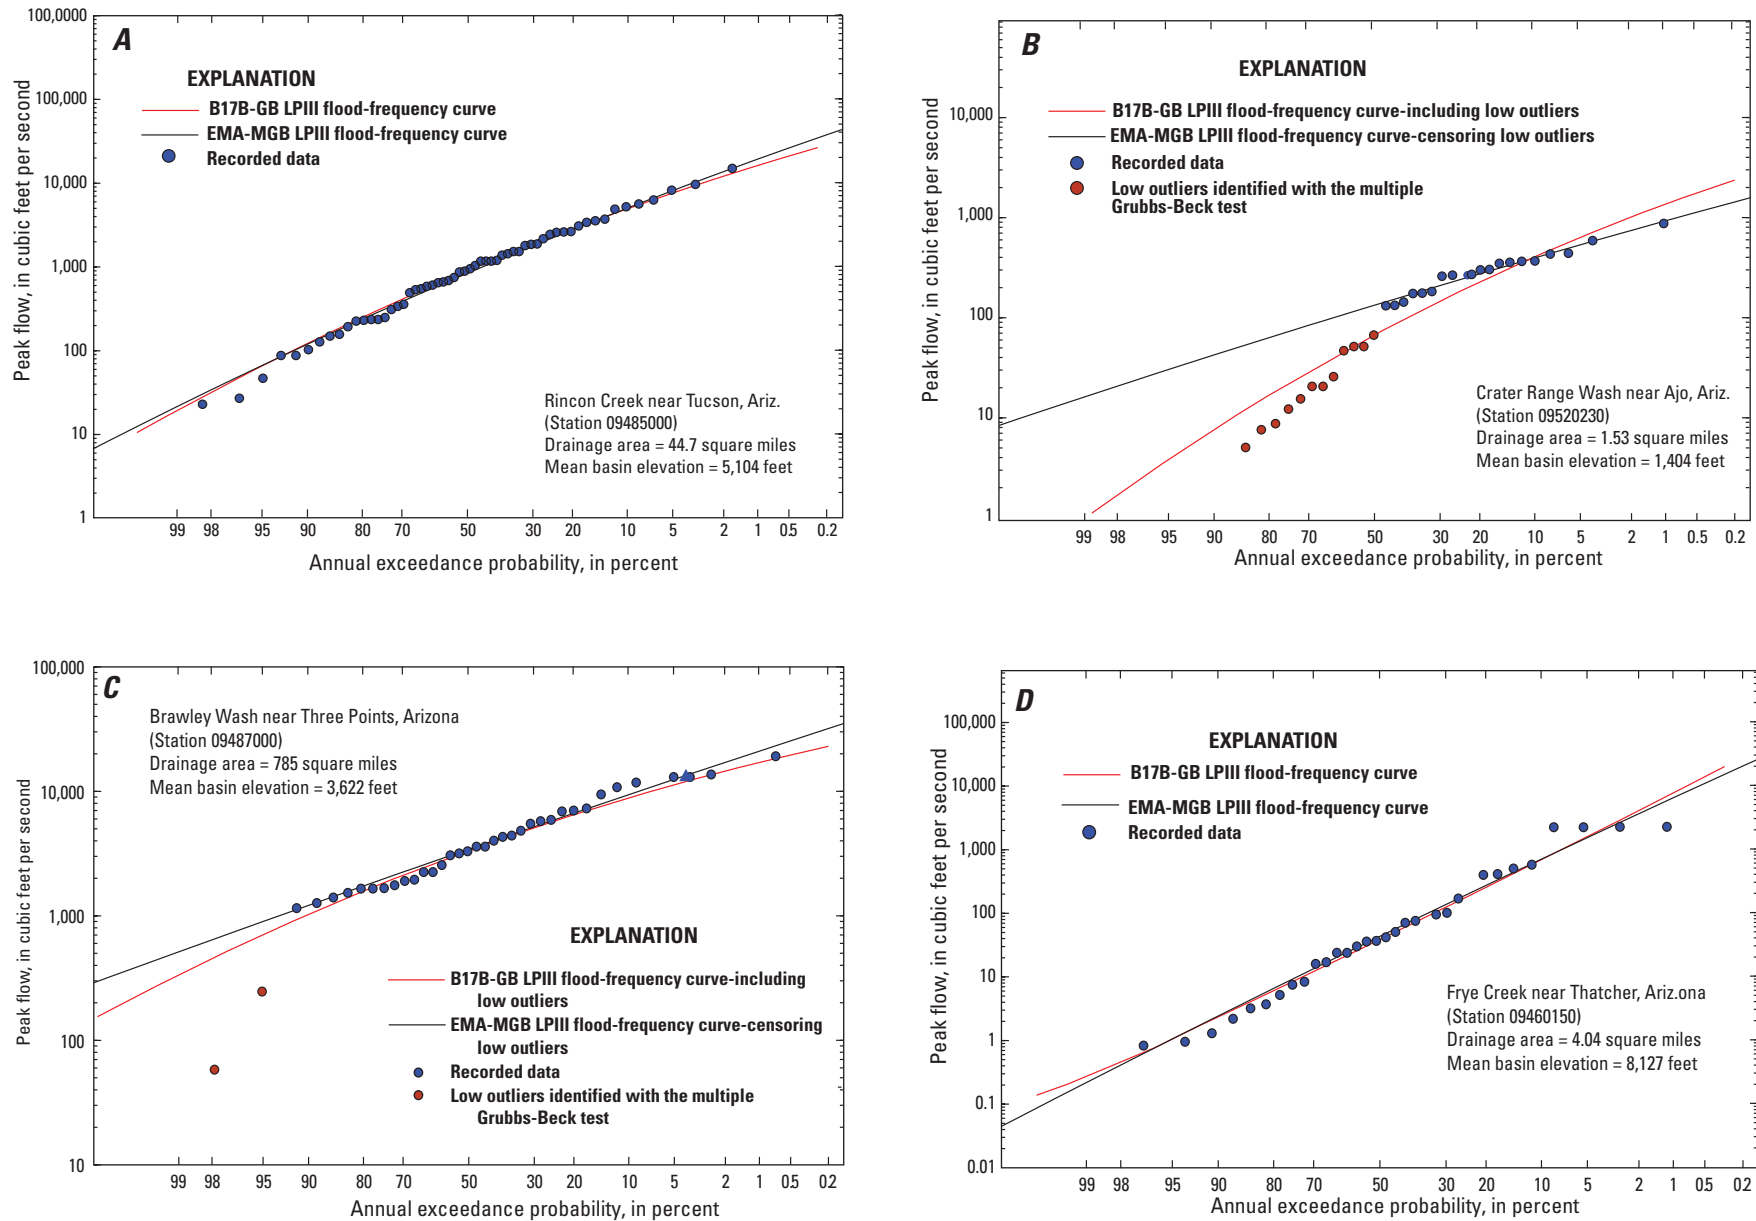 A
EXPLANATION
B17B-GB LPIII flood-frequency curve
EMA-MGB LPIII flood-frequency curve
Recorded data
Peak flow, in cubic feet per second
100,0000
100,000
10,000
1,000
100
10
1
Rincon Creek near Tucson, Ariz.
(Station 09485000)
Drainage area = 44.7 square miles
Mean basin elevation = 5,104 feet
99 98 95 90 80 70 50 30 20 10 5 2 1 0.5 0.2
Annual exceedance probability, in percent
B
EXPLANATION
B17B-GB LPIII flood-frequency curve-including low outliers
EMA-MGB LPIII flood-frequency curve-censoring low outliers
Recorded data
Low outliers identified with the multiple
Grubbs-Beck test
Peak flow, in cubic feet per second
10,000
1,000
100
10
1
Crater Range Wash near Ajo, Ariz.
(Station 09520230)
Drainage area = 1.53 square miles
Mean basin elevation = 1,404 feet
99 98 95 90 80 70 50 30 20 10 5 2 1 0.5 0.2
Annual exceedance probability, in percent
C
Brawley Wash near Three Points, Arizona
(Station 09487000)
Drainage area = 785 square miles
Mean basin elevation = 3,622 feet
Peak flow, in cubic feet per second
100,000
10,000
1,000
100
10
EXPLANATION
B17B-GB LPIII flood-frequency curve-including
low outliers
EMA-MGB LPIII flood-frequency curve-censoring
low outliers
Recorded data
Low outliers identified with the multiple
Grubbs-Beck test
99 98 95 90 80 70 50 30 20 10 5 2 1 0.5 0.2
Annual exceedance probability, in percent
D
EXPLANATION
B17B-GB LPIII flood-frequency curve
EMA-MGB LPIII flood-frequency curve
Recorded data
Peak flow, in cubic feet per second
100,000
10,000
1,000
100
10
1
0.1
0.01
Frye Creek near Thatcher, Ariz.ona
(Station 09460150)
Drainage area = 4.04 square miles
Mean basin elevation = 8,127 feet
99 98 95 90 80 70 50 30 20 10 5 2 1 0.5 0.2
Annual exceedance probability, in percent